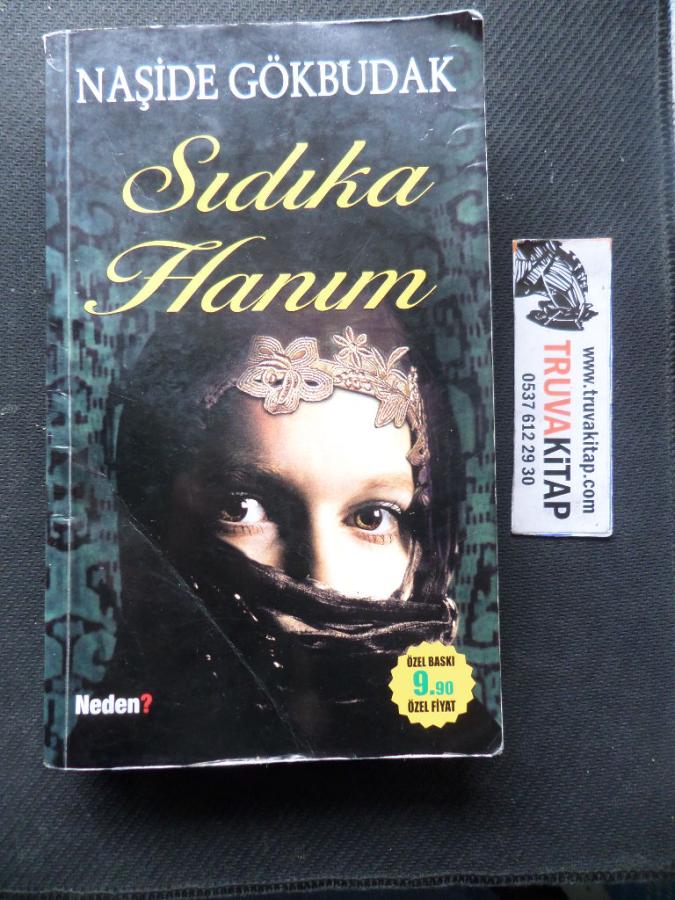 NAŞİDE GÖKBUDAK
Sıdıka
Hanım
Neden?
ÖZEL BASKI
9.90
ÖZEL FİYAT
www.truvakitap.com
TRUVAKİTAP
0537 612 29 30